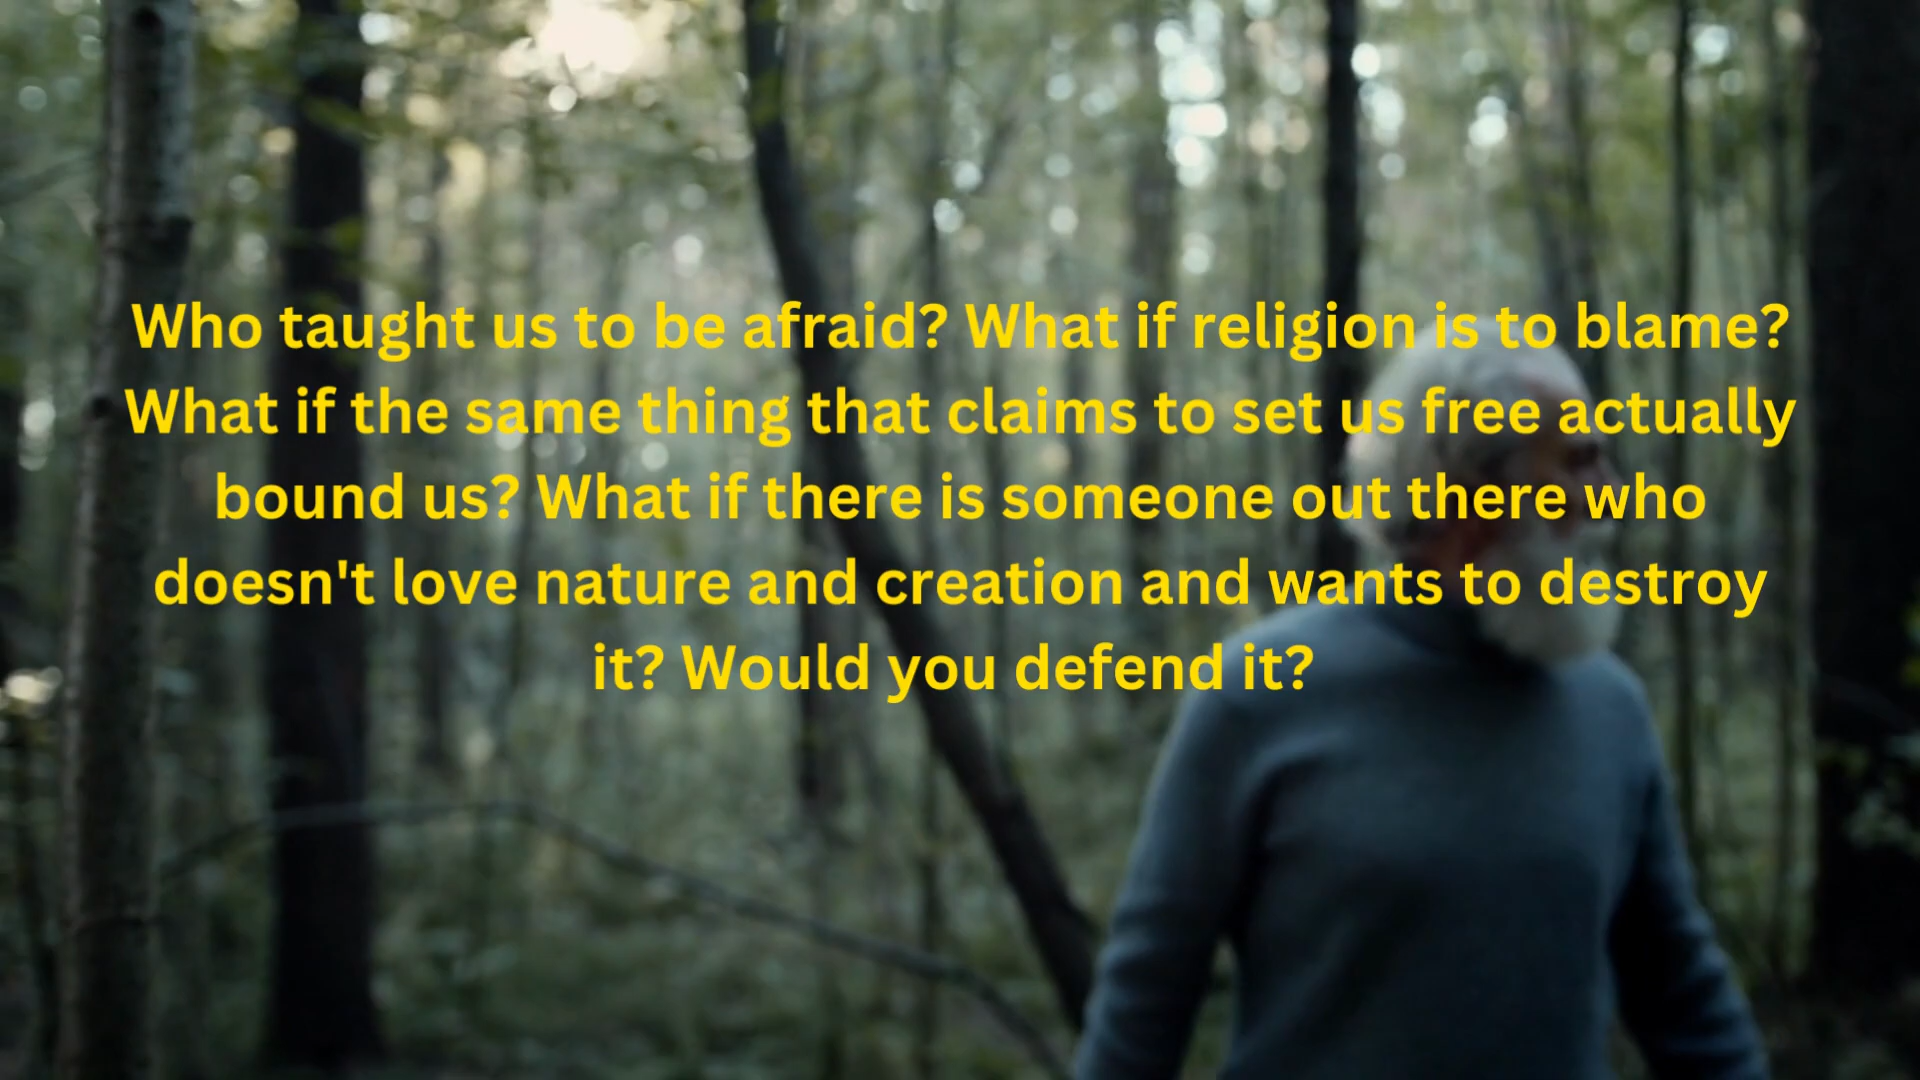 Who taught us to be afraid? What if religion is to blame?
What if the same thing that claims to set us free actually
bound us? What if there is someone out there who
doesn't love nature and creation and wants to destroy
it? Would you defend it?